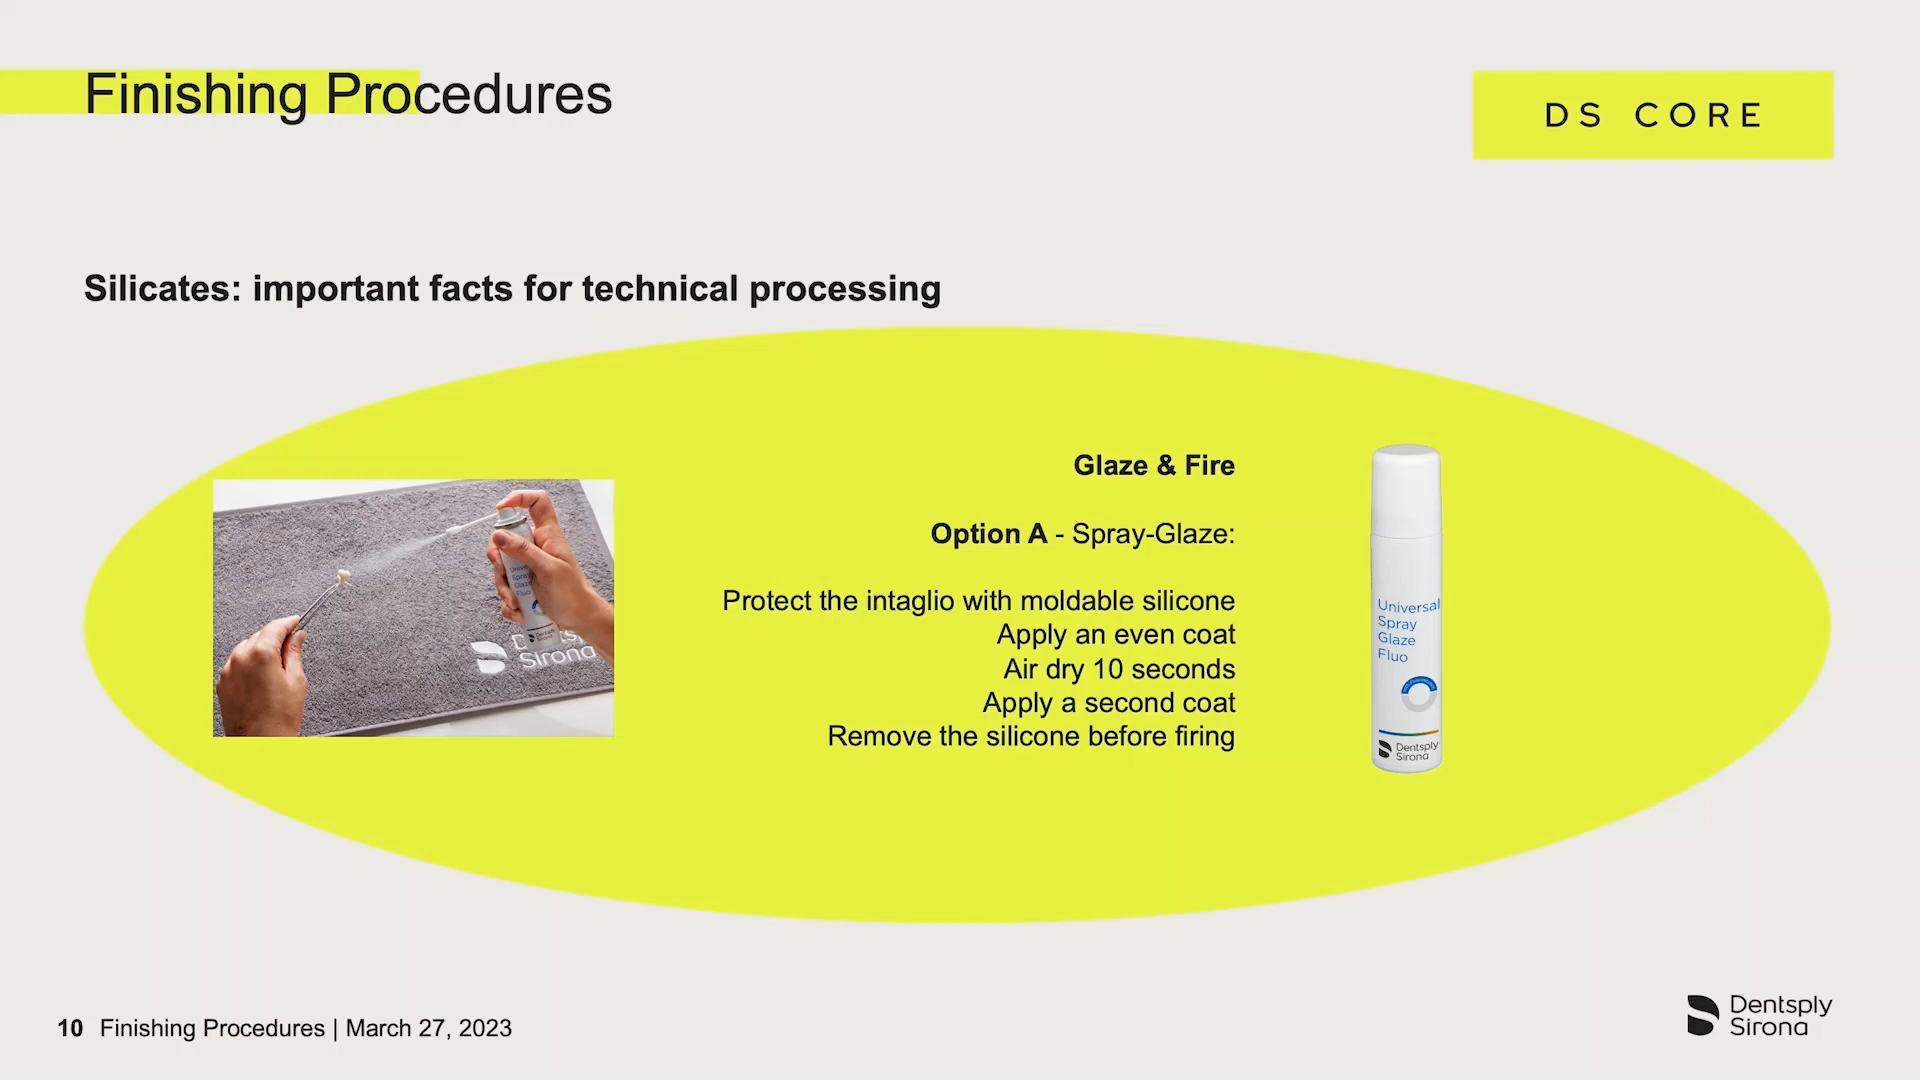 Finishing Procedures
DS CORE
Silicates: important facts for technical processing
Glaze & Fire
Option A - Spray-Glaze:
Protect the intaglio with moldable silicone
Apply an even coat
Air dry 10 seconds
Apply a second coat
Remove the silicone before firing
Universal
Spray
Glaze
Fluo
Dentsply
Sirona
Sirona
10 Finishing Procedures | March 27, 2023
Dentsply
Sirona